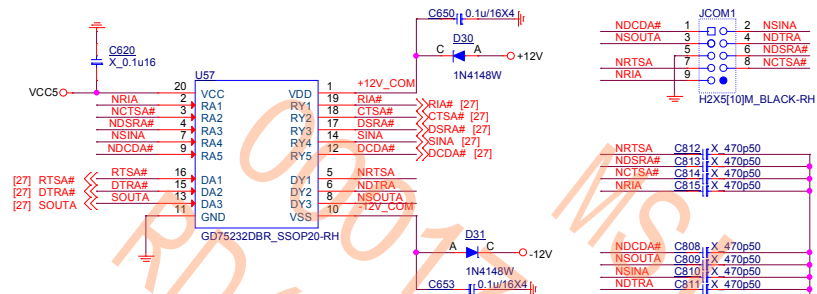 C650 0.1u/16X4
D30
C A +12V
1N4148W
C620
X_0.1u16
VCC5
U57
+12V_COM
20 VCC VDD 1
NRIA 2 RA1 RY1 19 RIA# RIA# [27]
NCTSA# 3 RA2 RY2 18 CTSA# CTSA# [27]
NDSRA# 4 RA3 RY3 17 DSRA# DSRA# [27]
NSINA 7 RA4 RY4 14 SINA SINA [27]
NDCDA# 9 RA5 RY5 12 DCDA# DCDA# [27]
[27] RTSA# RTSA# 16 DA1 DY1 5 NRTSA
[27] DTRA# DTRA# 15 DA2 DY2 6 NDTRA
[27] SOUTA SOUTA 13 DA3 DY3 8 NSOUTA
11 GND VSS 10 -12V_COM
GD75232DBR_SSOP20-RH
D31
A C -12V
1N4148W
C653 0.1u/16X4
JCOM1
NDCDA# 1 2 NSINA
NSOUTA 3 4 NDTRA
5 6 NDSRA#
NRTSA 7 8 NCTSA#
NRIA 9
H2X5[10]M_BLACK-RH
NRTSA C812 X_470p50
NDSRA# C813 X_470p50
NCTSA# C814 X_470p50
NRIA C815 X_470p50
NDCDA# C808 X_470p50
NSOUTA C809 X_470p50
NSINA C810 X_470p50
NDTRA C811 X_470p50